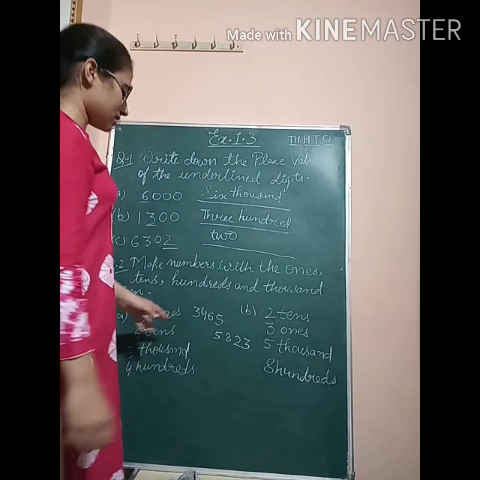 Made with KINEMASTER
Ex.1.3
TH H T O
Q.1 Write down the Place Value
of the underlined digits.
a) 6000 Six thousand
(b) 1300 Three hundred
(c) 6302 two
.2 Make numbers with the ones,
tens, hundreds and thousand
3465 (b) 2 tens
6 tens 3 ones
5823 5 thousand
3 thousand
4 hundreds 8 hundreds